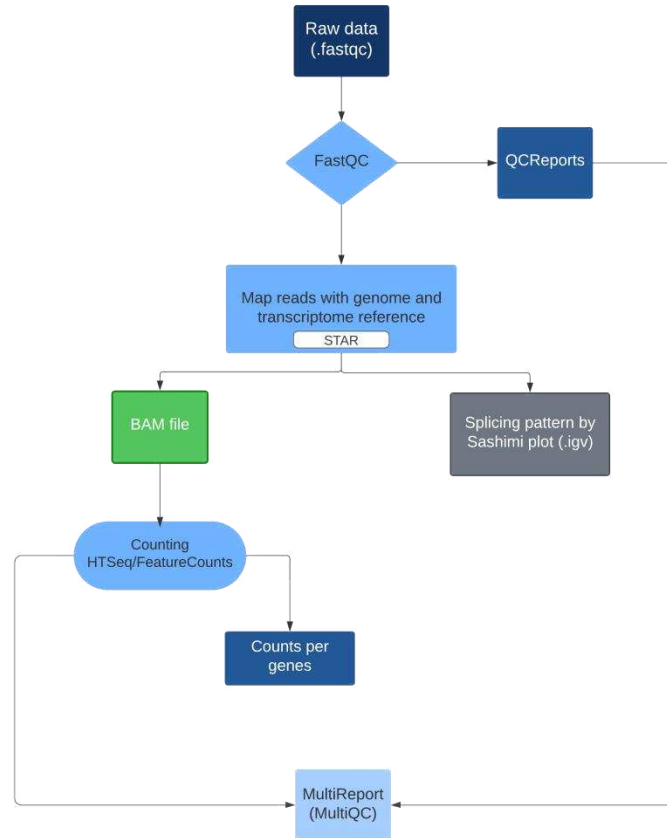 Raw data
(.fastqc)
FastQC
QCReports
Map reads with genome and
transcriptome reference
STAR
BAM file
Splicing pattern by
Sashimi plot (.igv)
Counting
HTSeq/FeatureCounts
Counts per
genes
MultiReport
(MultiQC)